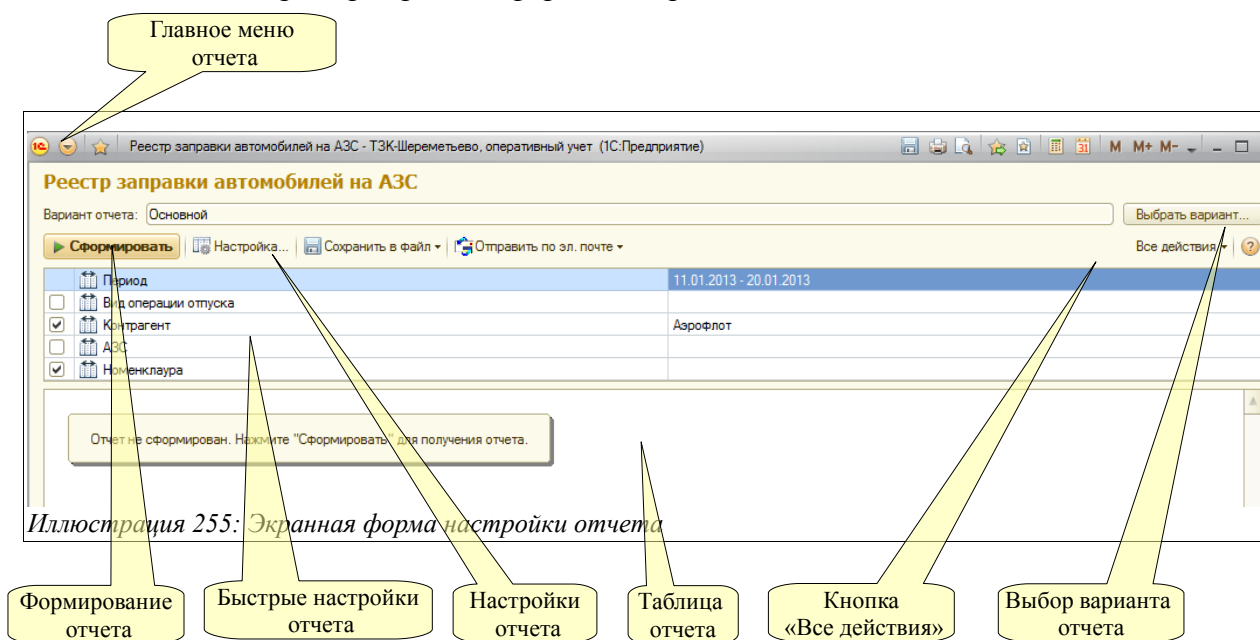 Главное меню
отчета
Реестр заправки автомобилей на АЗС - ТЗК-Шереметьево, оперативный учет (1С:Предприятие)
31 M M+ M-
Реестр заправки автомобилей на АЗС
Вариант отчета: Основной Выбрать вариант...
Сформировать Настройка... Сохранить в файл Отправить по эл. почте Все действия ?
Период 11.01.2013 - 20.01.2013
Вид операции отпуска
Контрагент Аэрофлот
АЗС
Номенклаура
Отчет не сформирован. Нажмите "Сформировать" для получения отчета.
Иллюстрация 255: Экранная форма настройки отчета
Формирование
отчета
Быстрые настройки
отчета
Настройки
отчета
Таблица
отчета
Кнопка
«Все действия»
Выбор варианта
отчета